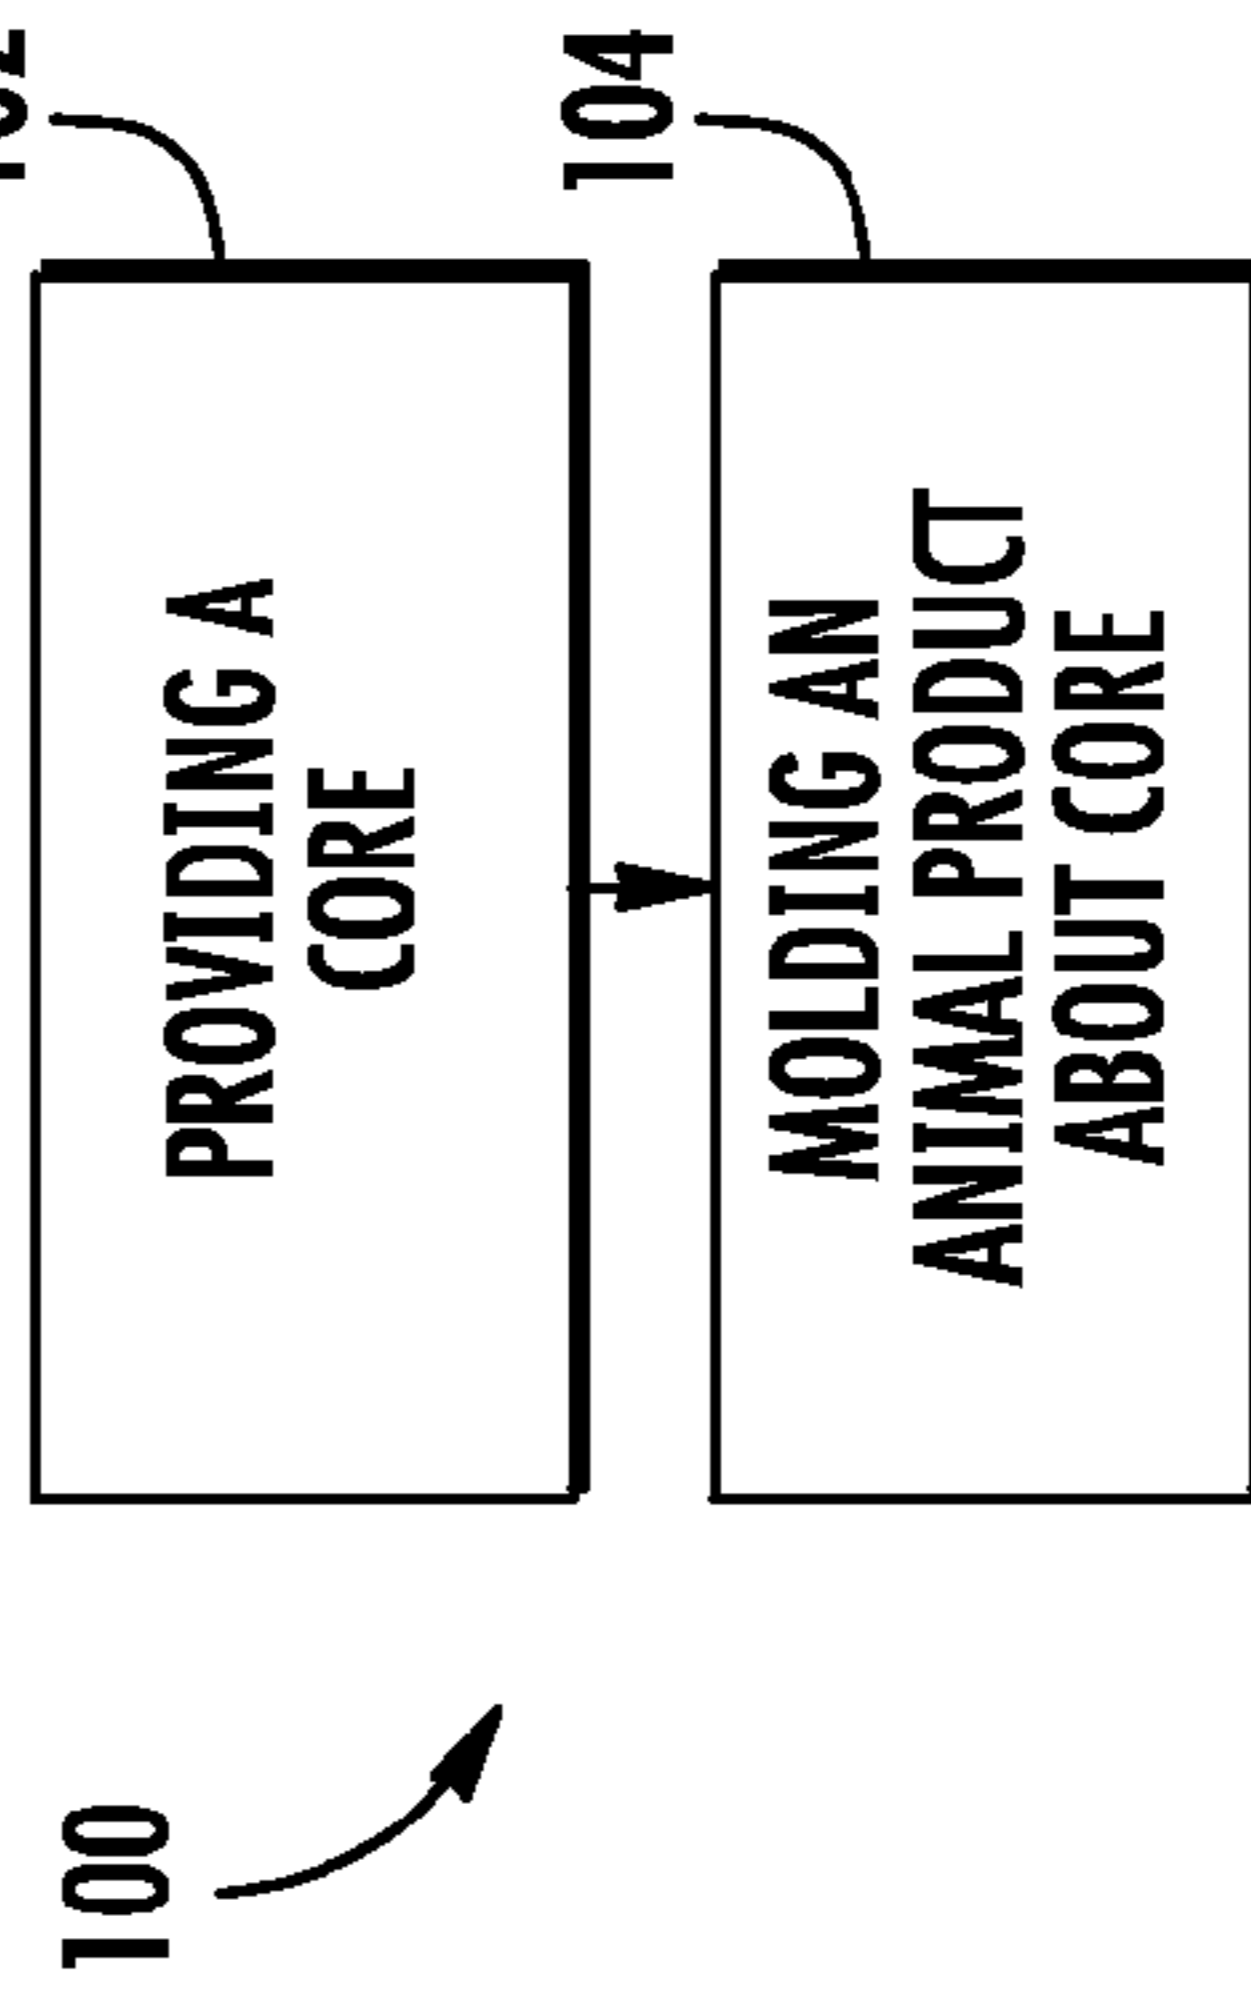 100
PROVIDING A
CORE
104
MOLDING AN
ANIMAL PRODUCT
ABOUT CORE